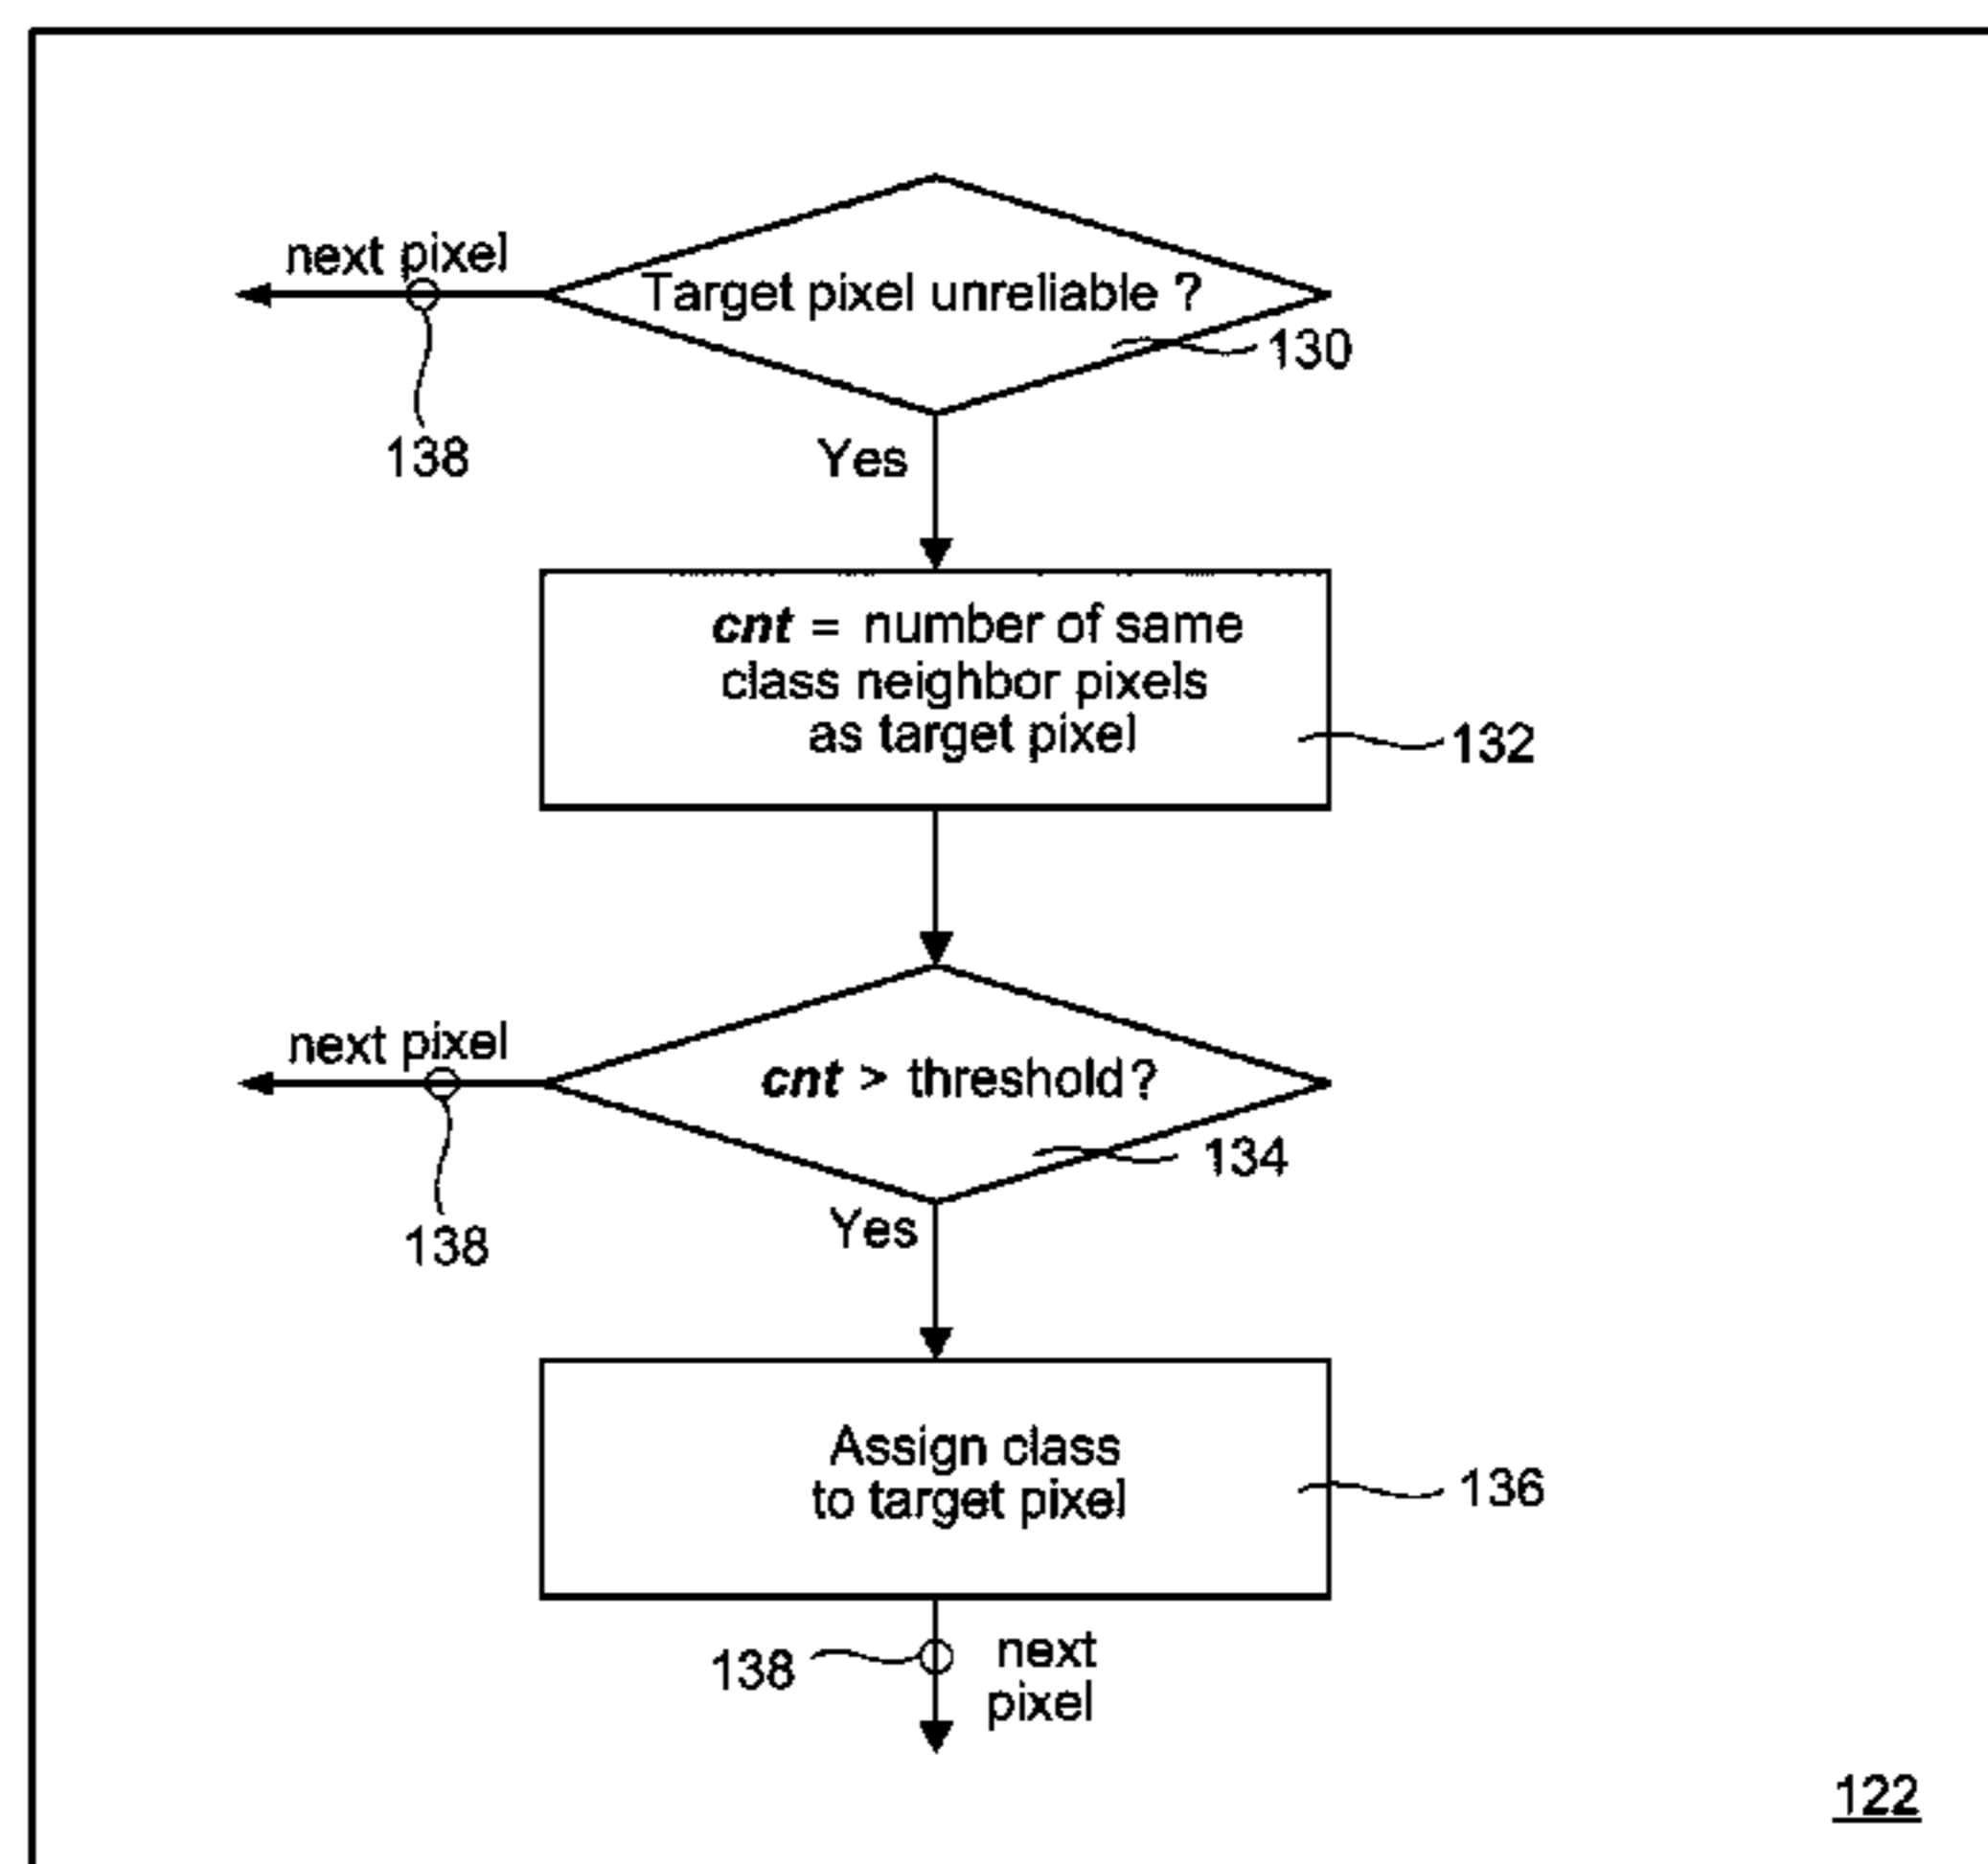 next pixel
Target pixel unreliable ?
130
138
Yes
cnt = number of same
class neighbor pixels
as target pixel
132
next pixel
cnt > threshold?
134
138
Yes
Assign class
to target pixel
136
138
next
pixel
122